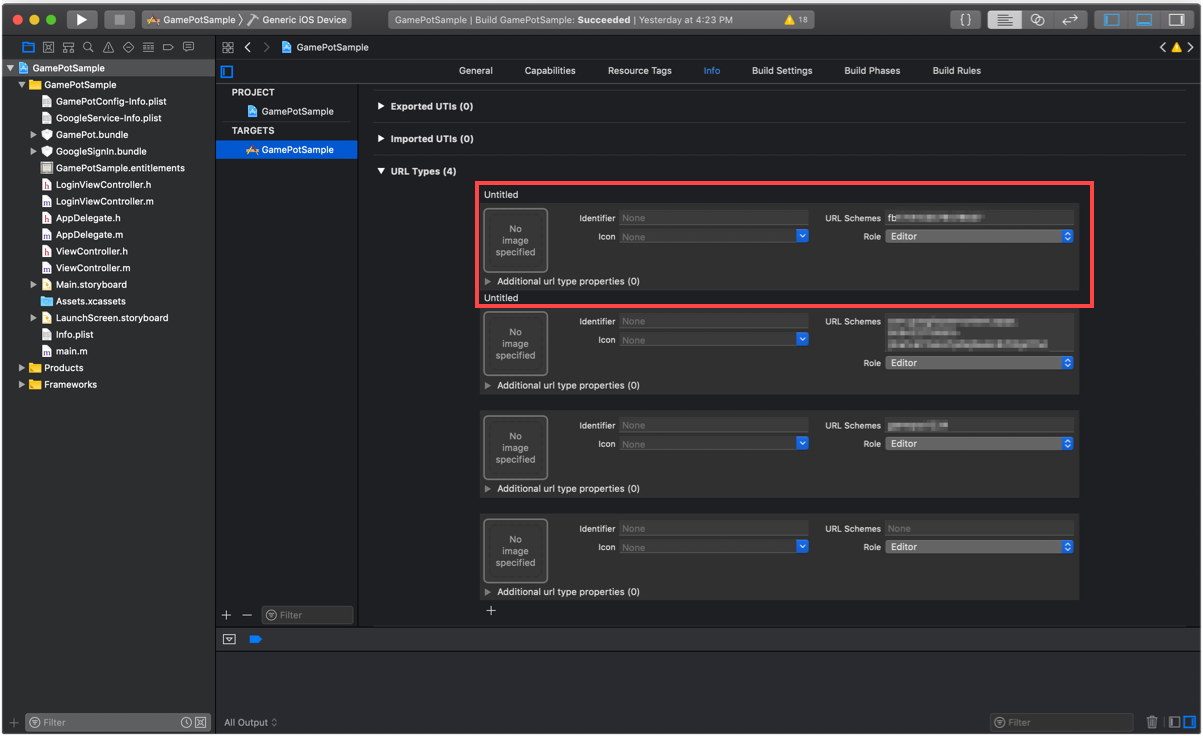 GamePotSample
Generic iOS Device
GamePotSample | Build GamePotSample: Succeeded | Yesterday at 4:23 PM
18
{ }
GamePotSample
GamePotSample
GamePotSample
GamePotConfig-Info.plist
GoogleService-Info.plist
GamePot.bundle
GoogleSignIn.bundle
GamePotSample.entitlements
LoginViewController.h
LoginViewController.m
AppDelegate.h
AppDelegate.m
ViewController.h
ViewController.m
Main.storyboard
Assets.xcassets
LaunchScreen.storyboard
Info.plist
main.m
Products
Frameworks
Filter
General
Capabilities
Resource Tags
Info
Build Settings
Build Phases
Build Rules
PROJECT
GamePotSample
TARGETS
GamePotSample
Filter
Exported UTIs (0)
Imported UTIs (0)
URL Types (4)
Untitled
No
image
specified
Identifier None
Icon None
URL Schemes fb
Role Editor
Additional url type properties (0)
Untitled
No
image
specified
Identifier None
Icon None
URL Schemes
Role Editor
Additional url type properties (0)
No
image
specified
Identifier None
Icon None
URL Schemes
Role Editor
Additional url type properties (0)
No
image
specified
Identifier None
Icon None
URL Schemes None
Role Editor
Additional url type properties (0)
All Output
Filter